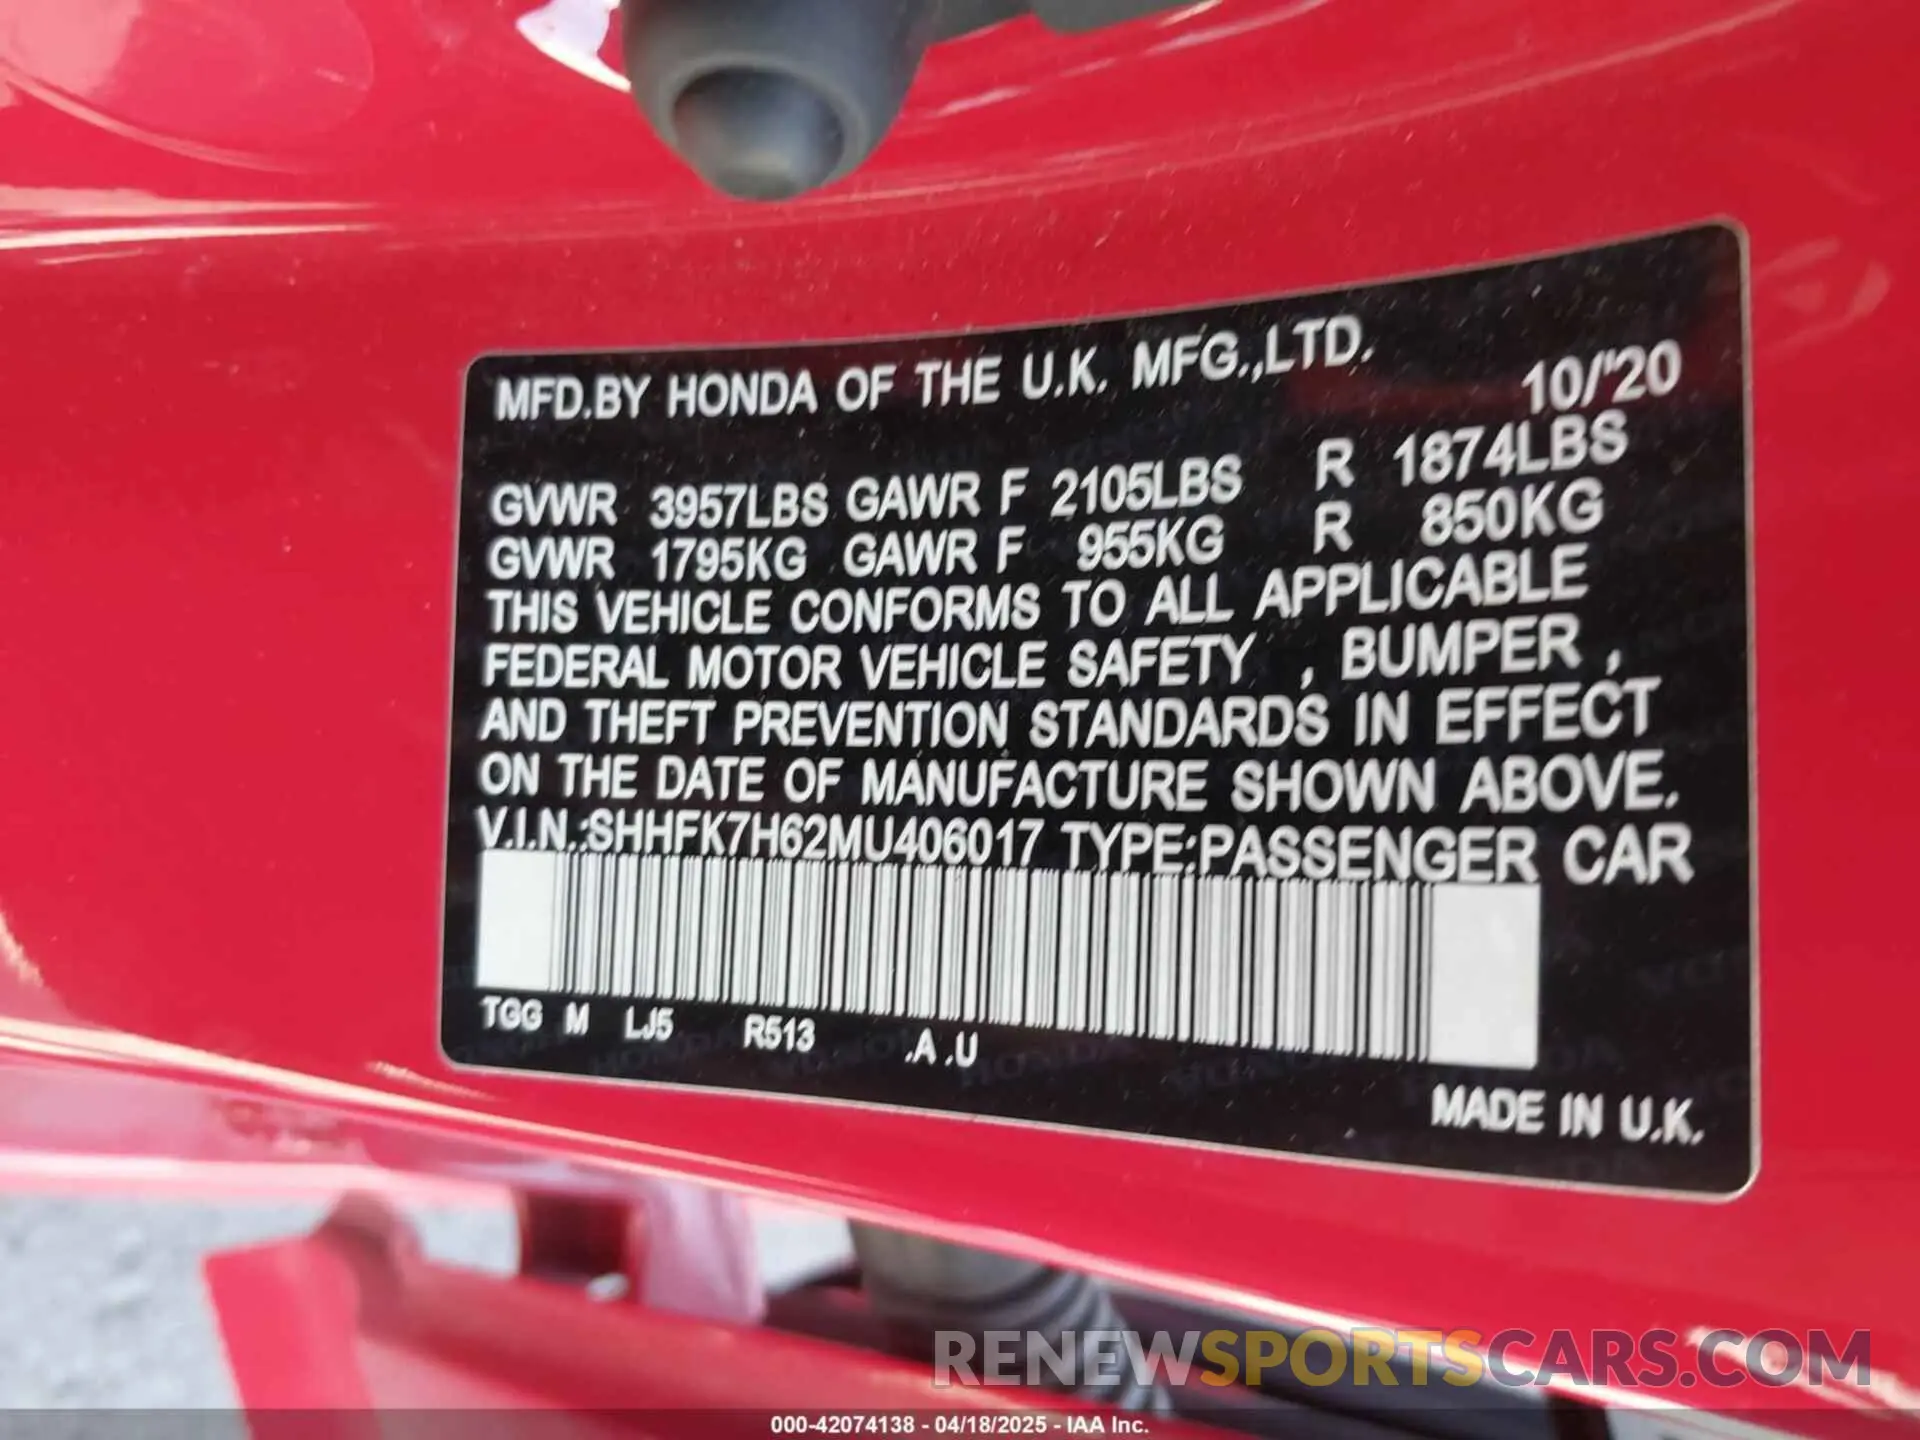 MFD.BY HONDA OF THE U.K. MFG.,LTD. 10/'20
GVWR 3957LBS GAWR F 2105LBS R 1874LBS
GVWR 1795KG GAWR F 955KG R 850KG
THIS VEHICLE CONFORMS TO ALL APPLICABLE
FEDERAL MOTOR VEHICLE SAFETY , BUMPER ,
AND THEFT PREVENTION STANDARDS IN EFFECT
ON THE DATE OF MANUFACTURE SHOWN ABOVE.
V.I.N.:SHHFK7H62MU406017 TYPE:PASSENGER CAR
TGG M LJ5 R513 .A .U
MADE IN U.K.
RENEWSPORTSCARS.COM
000-42074138 - 04/18/2025 - IAA Inc.